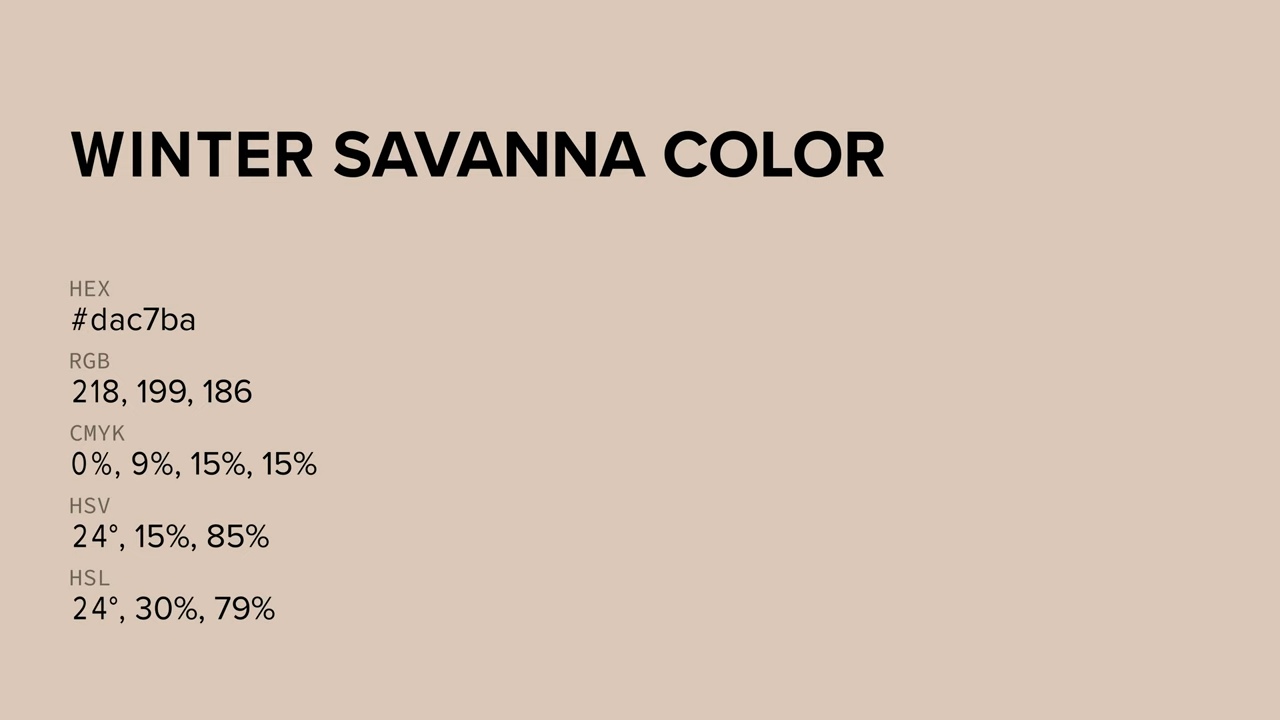 WINTER SAVANNA COLOR
HEX
#dac7ba
RGB
218, 199, 186
CMYK
0%, 9%, 15%, 15%
HSV
24°, 15%, 85%
HSL
24°, 30%, 79%